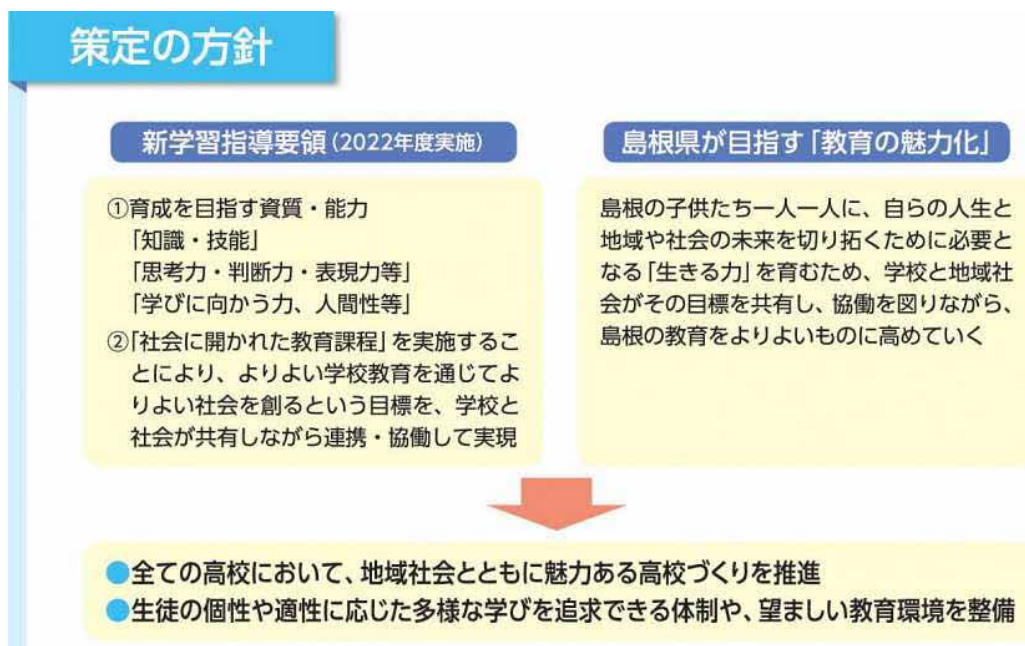 策定の方針
新学習指導要領(2022年度実施)
①育成を目指す資質・能力
「知識・技能」
「思考力・判断力・表現力等」
「学びに向かう力、人間性等」
②「社会に開かれた教育課程」を実施するこ
とにより、よりよい学校教育を通じてよ
りよい社会を創るという目標を、学校と
社会が共有しながら連携・協働して実現
島根県が目指す「教育の魅力化」
島根の子供たち一人一人に、自らの人生と
地域や社会の未来を切り拓くために必要と
なる「生きる力」を育むため、学校と地域社
会がその目標を共有し、協働を図りながら、
島根の教育をよりよいものに高めていく
●全ての高校において、地域社会とともに魅力ある高校づくりを推進
●生徒の個性や適性に応じた多様な学びを追求できる体制や、望ましい教育環境を整備